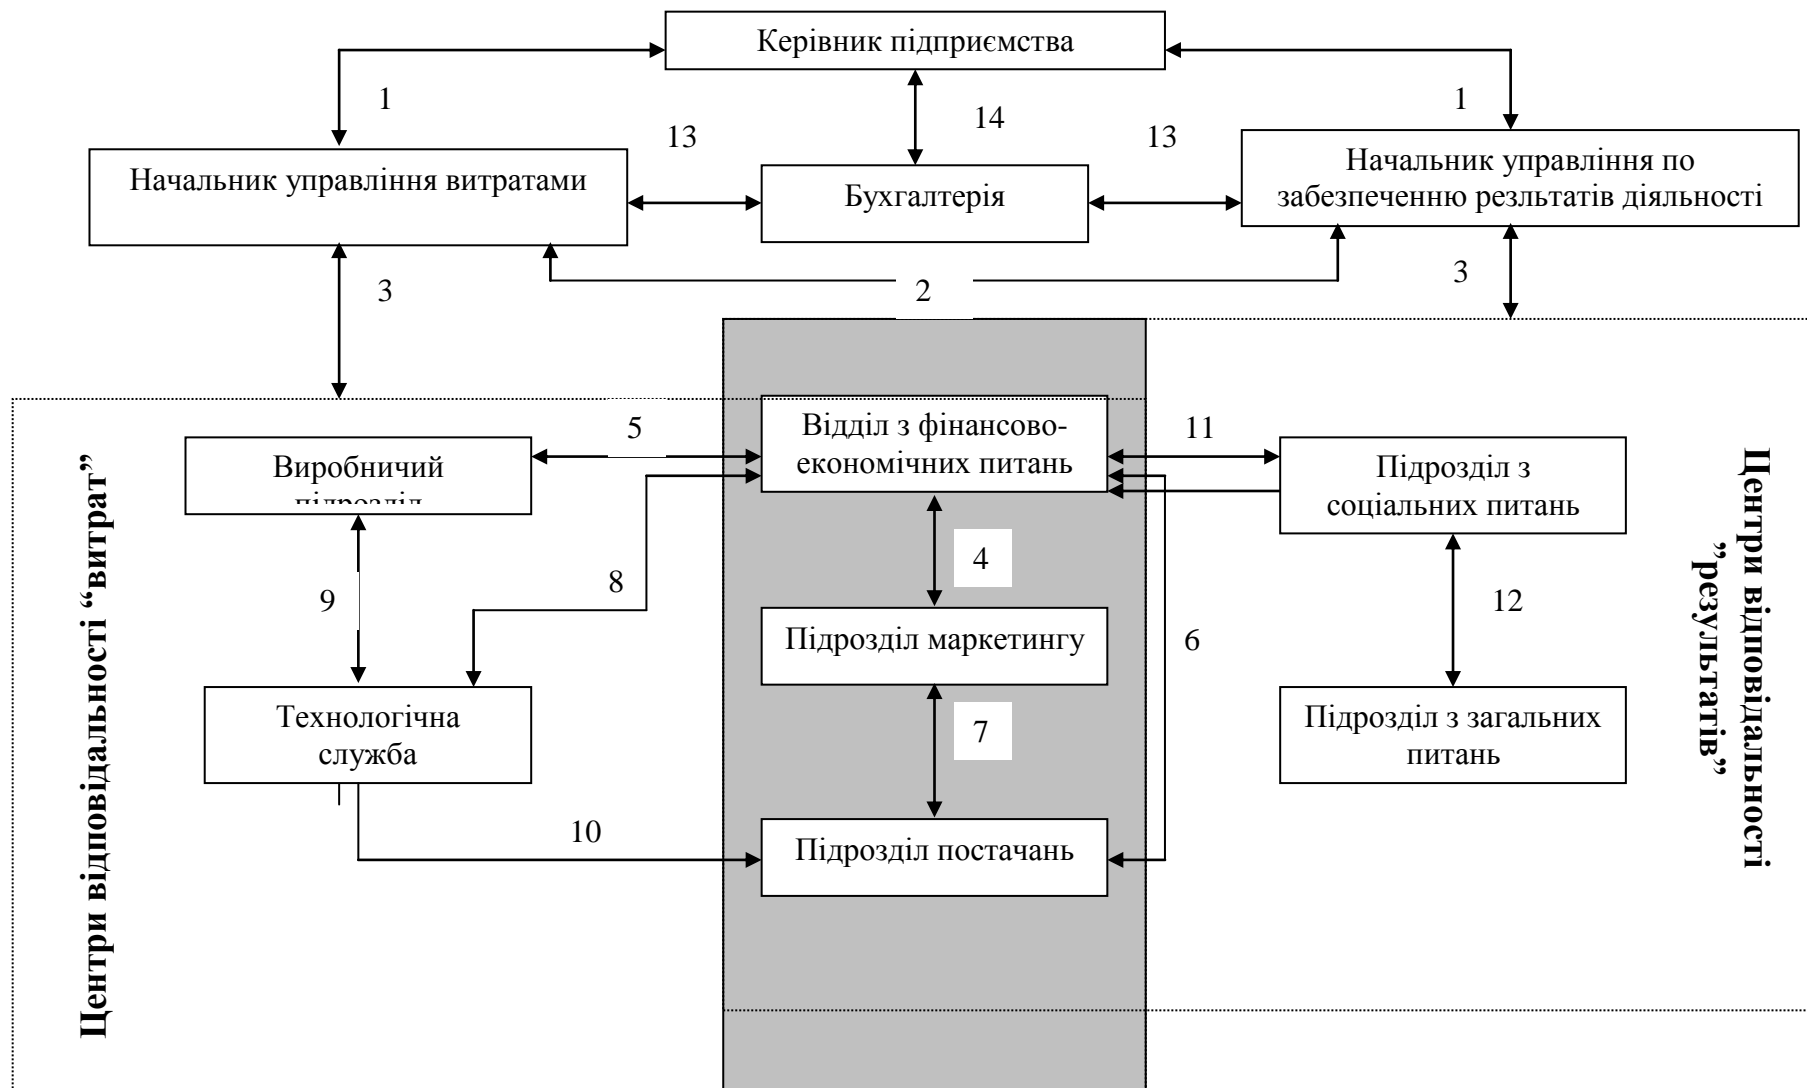 Керівник підприємства
1
14
1
13
13
Начальник управління витратами
Бухгалтерія
Начальник управління по
забезпеченню резльтатів діяльності
3
2
3
5
Відділ з фінансово-
економічних питань
11
Виробничий
підрозділ
Підрозділ з
соціальних питань
4
8
9
12
Підрозділ маркетингу
6
Технологічна
служба
7
Підрозділ з загальних
питань
10
Підрозділ постачань
Центри відповідальності “витрат”
Центри відповідальності
”результатів”